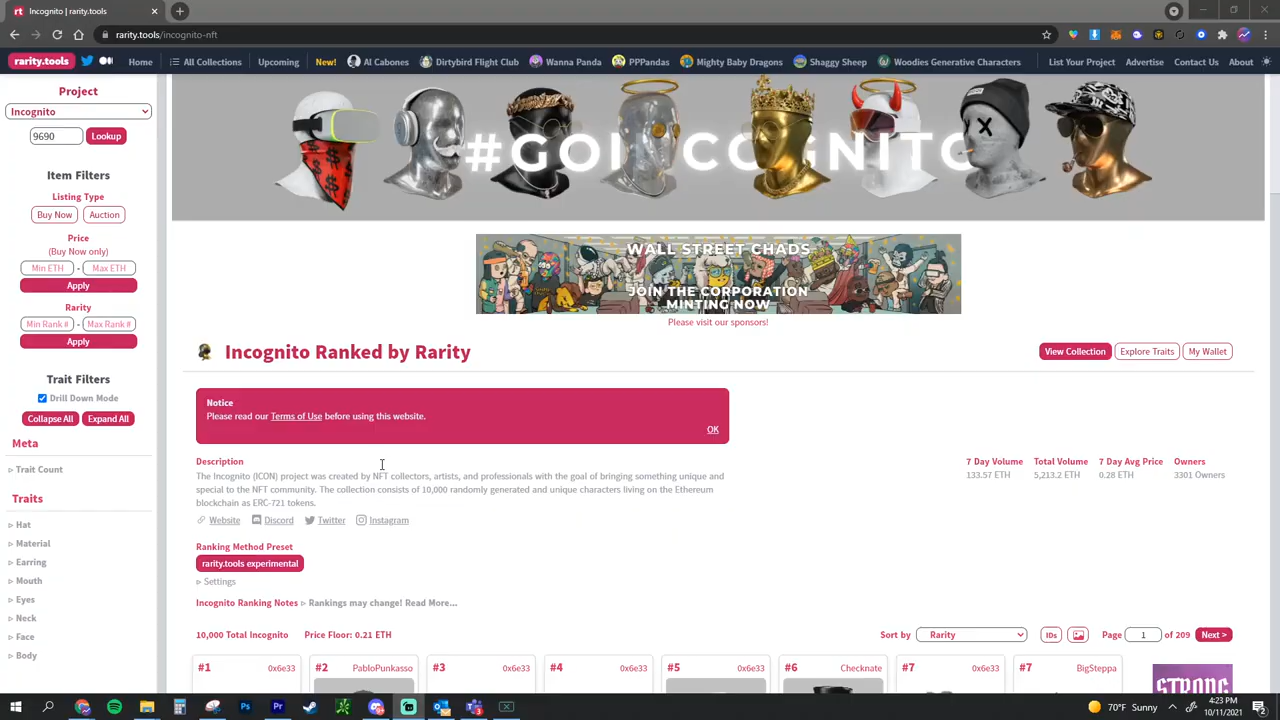 Incognito | rarity.tools
rarity.tools/incognito
rarity.tools
Home
All Collections
Upcoming
New!
AI Cabones
Dirtybird Flight Club
Wanna Panda
PPPandas
Mighty Baby Dragons
Shaggy Sheep
Woodies Generative Characters
List Your Project
Advertise
Contact Us
About
Project
Incognito
9690
Lookup
Item Filters
Listing Type
Buy Now
Auction
Price
(Buy Now only)
Min ETH - Max ETH
Apply
Rarity
Min Rank # - Max Rank #
Apply
Trait Filters
Drill Down Mode
Collapse All
Expand All
Meta
Trait Count
Traits
Hat
Material
Earring
Mouth
Eyes
Neck
Face
Body
#GOINCOGNITO
WALL STREET CHADS
JOIN THE CORPORATION
MINTING NOW
Please visit our sponsors!
Incognito Ranked by Rarity
View Collection
Explore Traits
My Wallet
Notice
Please read our Terms of Use before using this website.
OK
Description
The Incognito (ICON) project was created by NFT collectors, artists, and professionals with the goal of bringing something unique and
special to the NFT community. The collection consists of 10,000 randomly generated and unique characters living on the Ethereum
blockchain as ERC-721 tokens.
Website
Discord
Twitter
Instagram
7 Day Volume
133.57 ETH
Total Volume
5,213.2 ETH
7 Day Avg Price
0.28 ETH
Owners
3301 Owners
Ranking Method Preset
rarity.tools experimental
Settings
Incognito Ranking Notes
Rankings may change! Read More...
10,000 Total Incognito
Price Floor: 0.21 ETH
Sort by
Rarity
IDs
Page 1 of 209
Next >
#1 0x6e33
#2 PabloPunkasso
#3 0x6e33
#4 0x6e33
#5 0x6e33
#6 Checknate
#7 0x6e33
#7 BigSteppa
STRONG
70°F Sunny
4:23 PM
10/11/2021